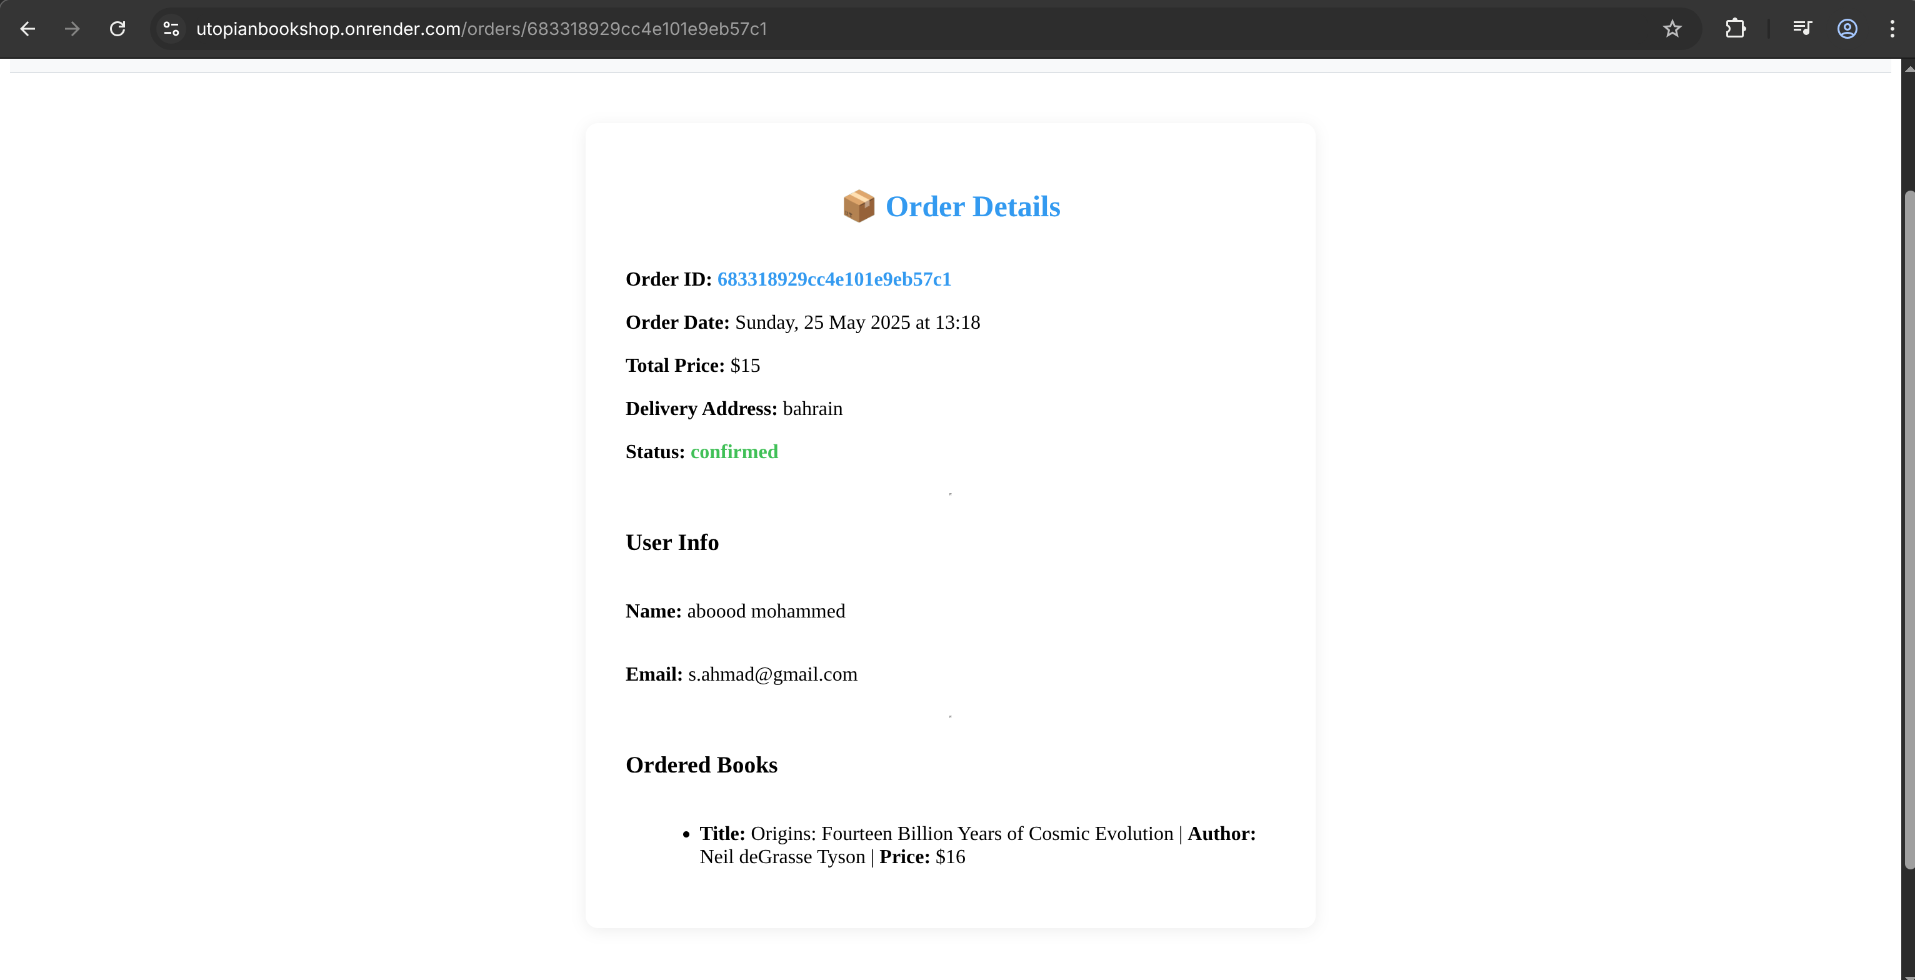 utopianbookshop.onrender.com/orders/683318929cc4e101e9eb57c1
📦 Order Details
Order ID: 683318929cc4e101e9eb57c1
Order Date: Sunday, 25 May 2025 at 13:18
Total Price: $15
Delivery Address: bahrain
Status: confirmed
User Info
Name: aboood mohammed
Email: s.ahmad@gmail.com
Ordered Books
• Title: Origins: Fourteen Billion Years of Cosmic Evolution | Author:
Neil deGrasse Tyson | Price: $16